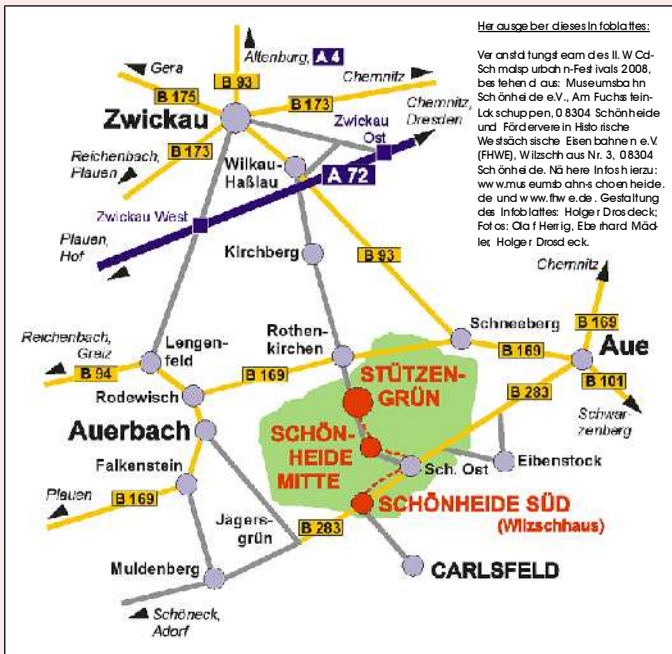 Herausgeber dieses Infoblattes:
Veranstaltungsteam des II. WCd-
Schmalspurbahn-Festivals 2008,
bestehend aus: Museumsbahn
Schönheide e.V., Am Fuchsstein-
Lokschuppen, 08304 Schönheide
und Förderverein Historische
Westsächsische Eisenbahnen e.V.
(FHWE), Wilzschhaus Nr. 3, 08304
Schönheide. Nähere Infos hierzu:
www.museumsbahn-schoenheide.
de und www.fhwe.de. Gestaltung
des Infoblattes: Holger Drosdeck;
Fotos: Olaf Herrig, Eberhard Mäd-
ler, Holger Drosdeck.
Altenburg, A 4
Gera
B 93
Chemnitz
B 175
B 173
Zwickau
Chemnitz,
Dresden
Zwickau
Ost
B 173
Reichenbach,
Plauen
Wilkau-
Haßlau
A 72
Zwickau West
Plauen,
Hof
Kirchberg
B 93
Chemnitz
Reichenbach,
Greiz
Lengen-
feld
Rothen-
kirchen
Schneeberg
B 169
Aue
B 94
B 169
B 169
B 101
Rodewisch
STÜTZEN-
GRÜN
B 283
Schwar-
zenberg
Auerbach
SCHÖN-
HEIDE
MITTE
Falkenstein
Sch. Ost
Eibenstock
Plauen
B 169
SCHÖNHEIDE SÜD
(Wilzschhaus)
Jägers-
grün
B 283
Muldenberg
CARLSFELD
Schöneck,
Adorf